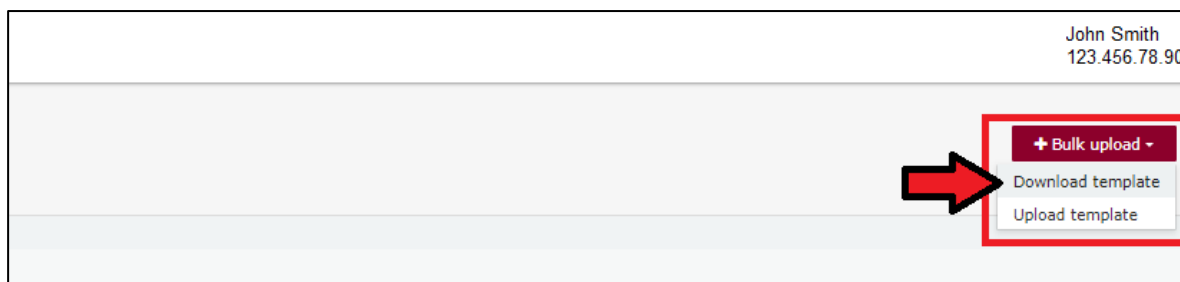 John Smith
123.456.78.90
+ Bulk upload
Download template
Upload template